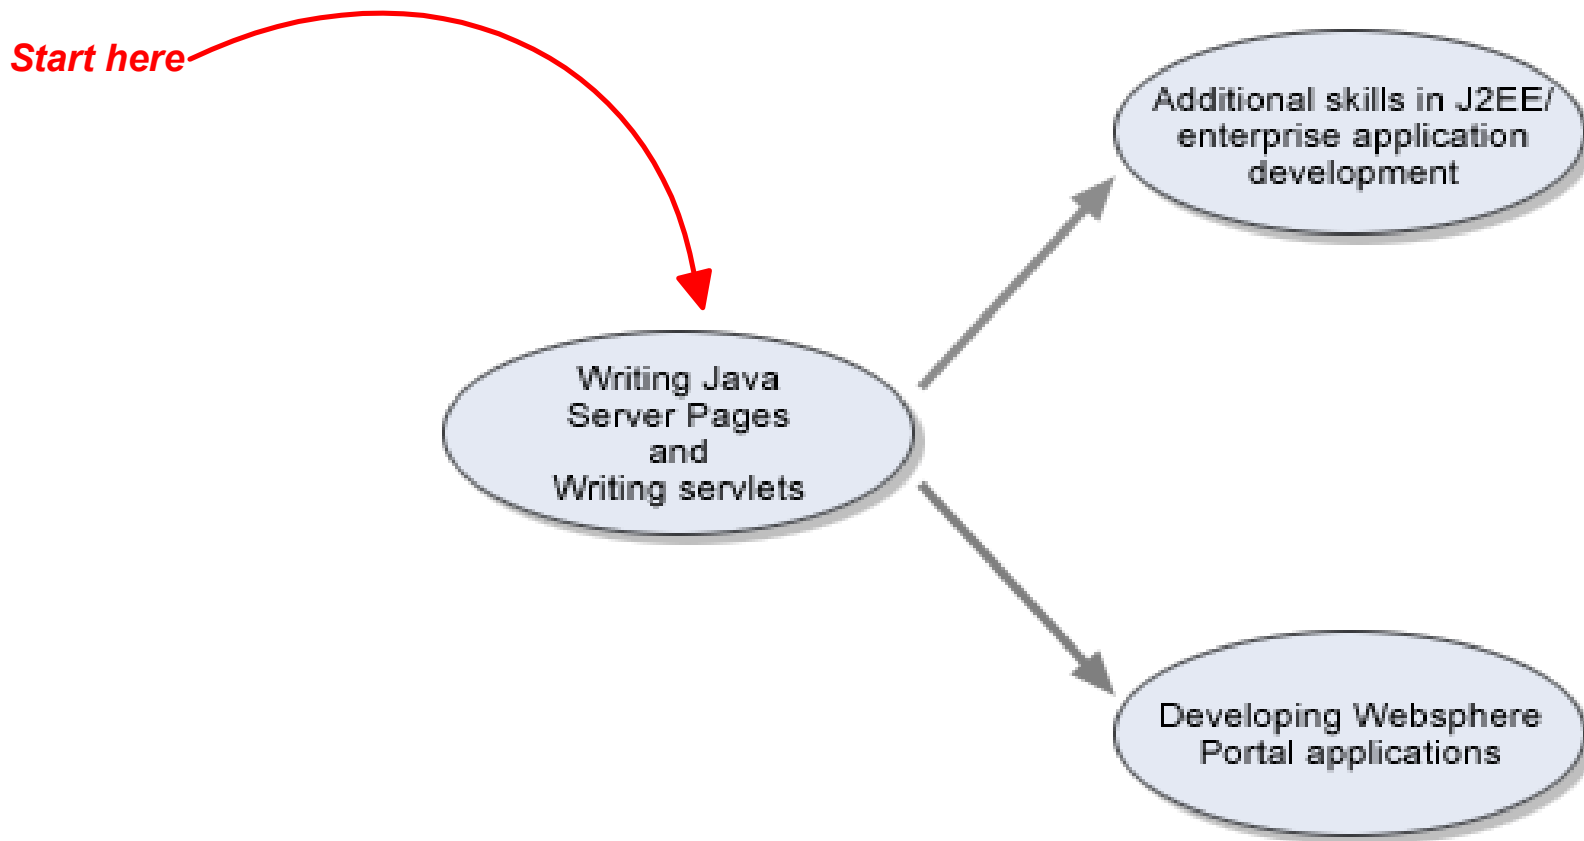 Start here
Additional skills in J2EE/
enterprise application
development
Writing Java
Server Pages
and
Writing servlets
Developing Websphere
Portal applications